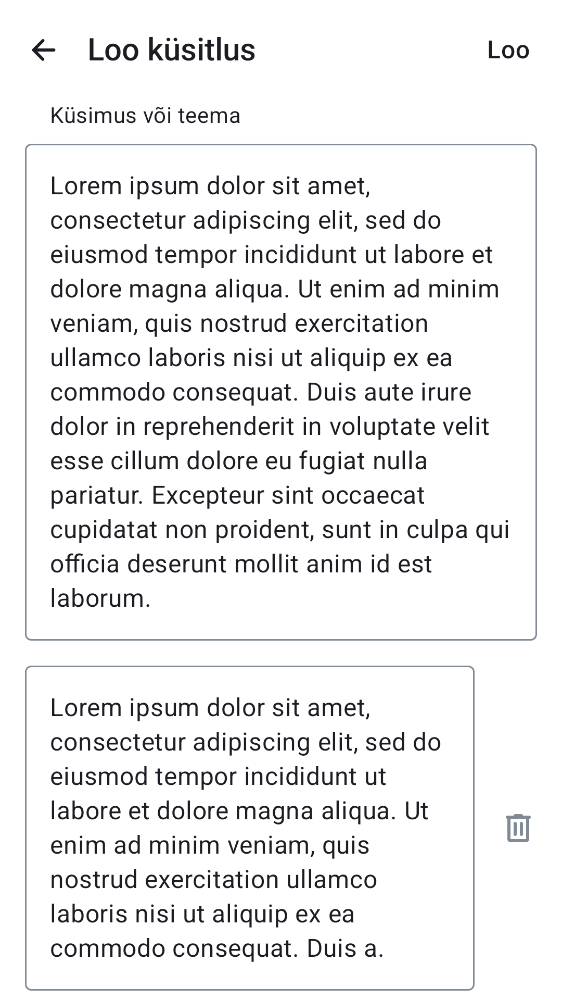 Loo küsitlus
Loo
Küsimus või teema
Lorem ipsum dolor sit amet,
consectetur adipiscing elit, sed do
eiusmod tempor incididunt ut labore et
dolore magna aliqua. Ut enim ad minim
veniam, quis nostrud exercitation
ullamco laboris nisi ut aliquip ex ea
commodo consequat. Duis aute irure
dolor in reprehenderit in voluptate velit
esse cillum dolore eu fugiat nulla
pariatur. Excepteur sint occaecat
cupidatat non proident, sunt in culpa qui
officia deserunt mollit anim id est
laborum.
Lorem ipsum dolor sit amet,
consectetur adipiscing elit, sed do
eiusmod tempor incididunt ut
labore et dolore magna aliqua. Ut
enim ad minim veniam, quis
nostrud exercitation ullamco
laboris nisi ut aliquip ex ea
commodo consequat. Duis a.